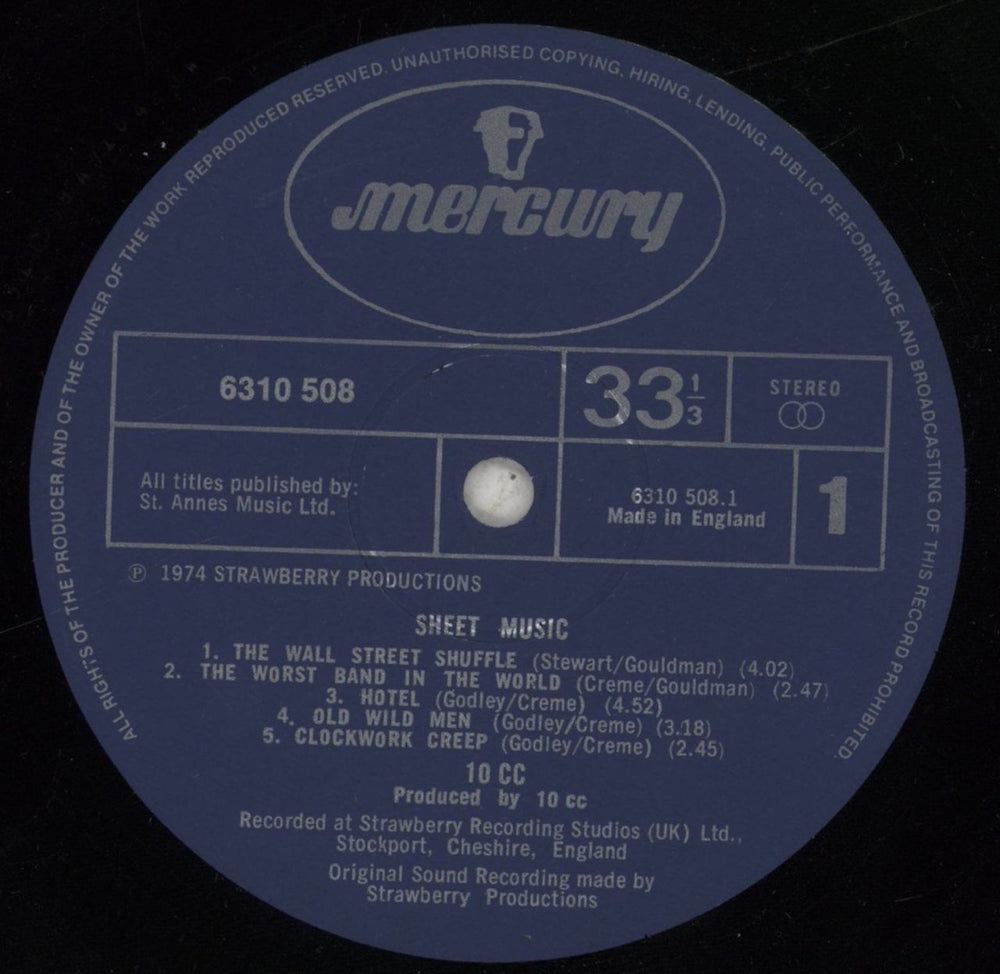 ALL RIGHTS OF THE PRODUCER AND OF THE OWNER OF THE WORK REPRODUCED RESERVED. UNAUTHORISED COPYING, HIRING, LENDING, PUBLIC PERFORMANCE AND BROADCASTING OF THIS RECORD PROHIBITED
mercury
6310 508
33 1/3
STEREO
All titles published by:
St. Annes Music Ltd.
6310 508.1
Made in England
1
Ⓟ 1974 STRAWBERRY PRODUCTIONS
SHEET MUSIC
1. THE WALL STREET SHUFFLE (Stewart/Gouldman) (4.02)
2. THE WORST BAND IN THE WORLD (Creme/Gouldman) (2.47)
3. HOTEL (Godley/Creme) (4.52)
4. OLD WILD MEN (Godley/Creme) (3.18)
5. CLOCKWORK CREEP (Godley/Creme) (2.45)
10 CC
Produced by 10 cc
Recorded at Strawberry Recording Studios (UK) Ltd.,
Stockport, Cheshire, England
Original Sound Recording made by
Strawberry Productions